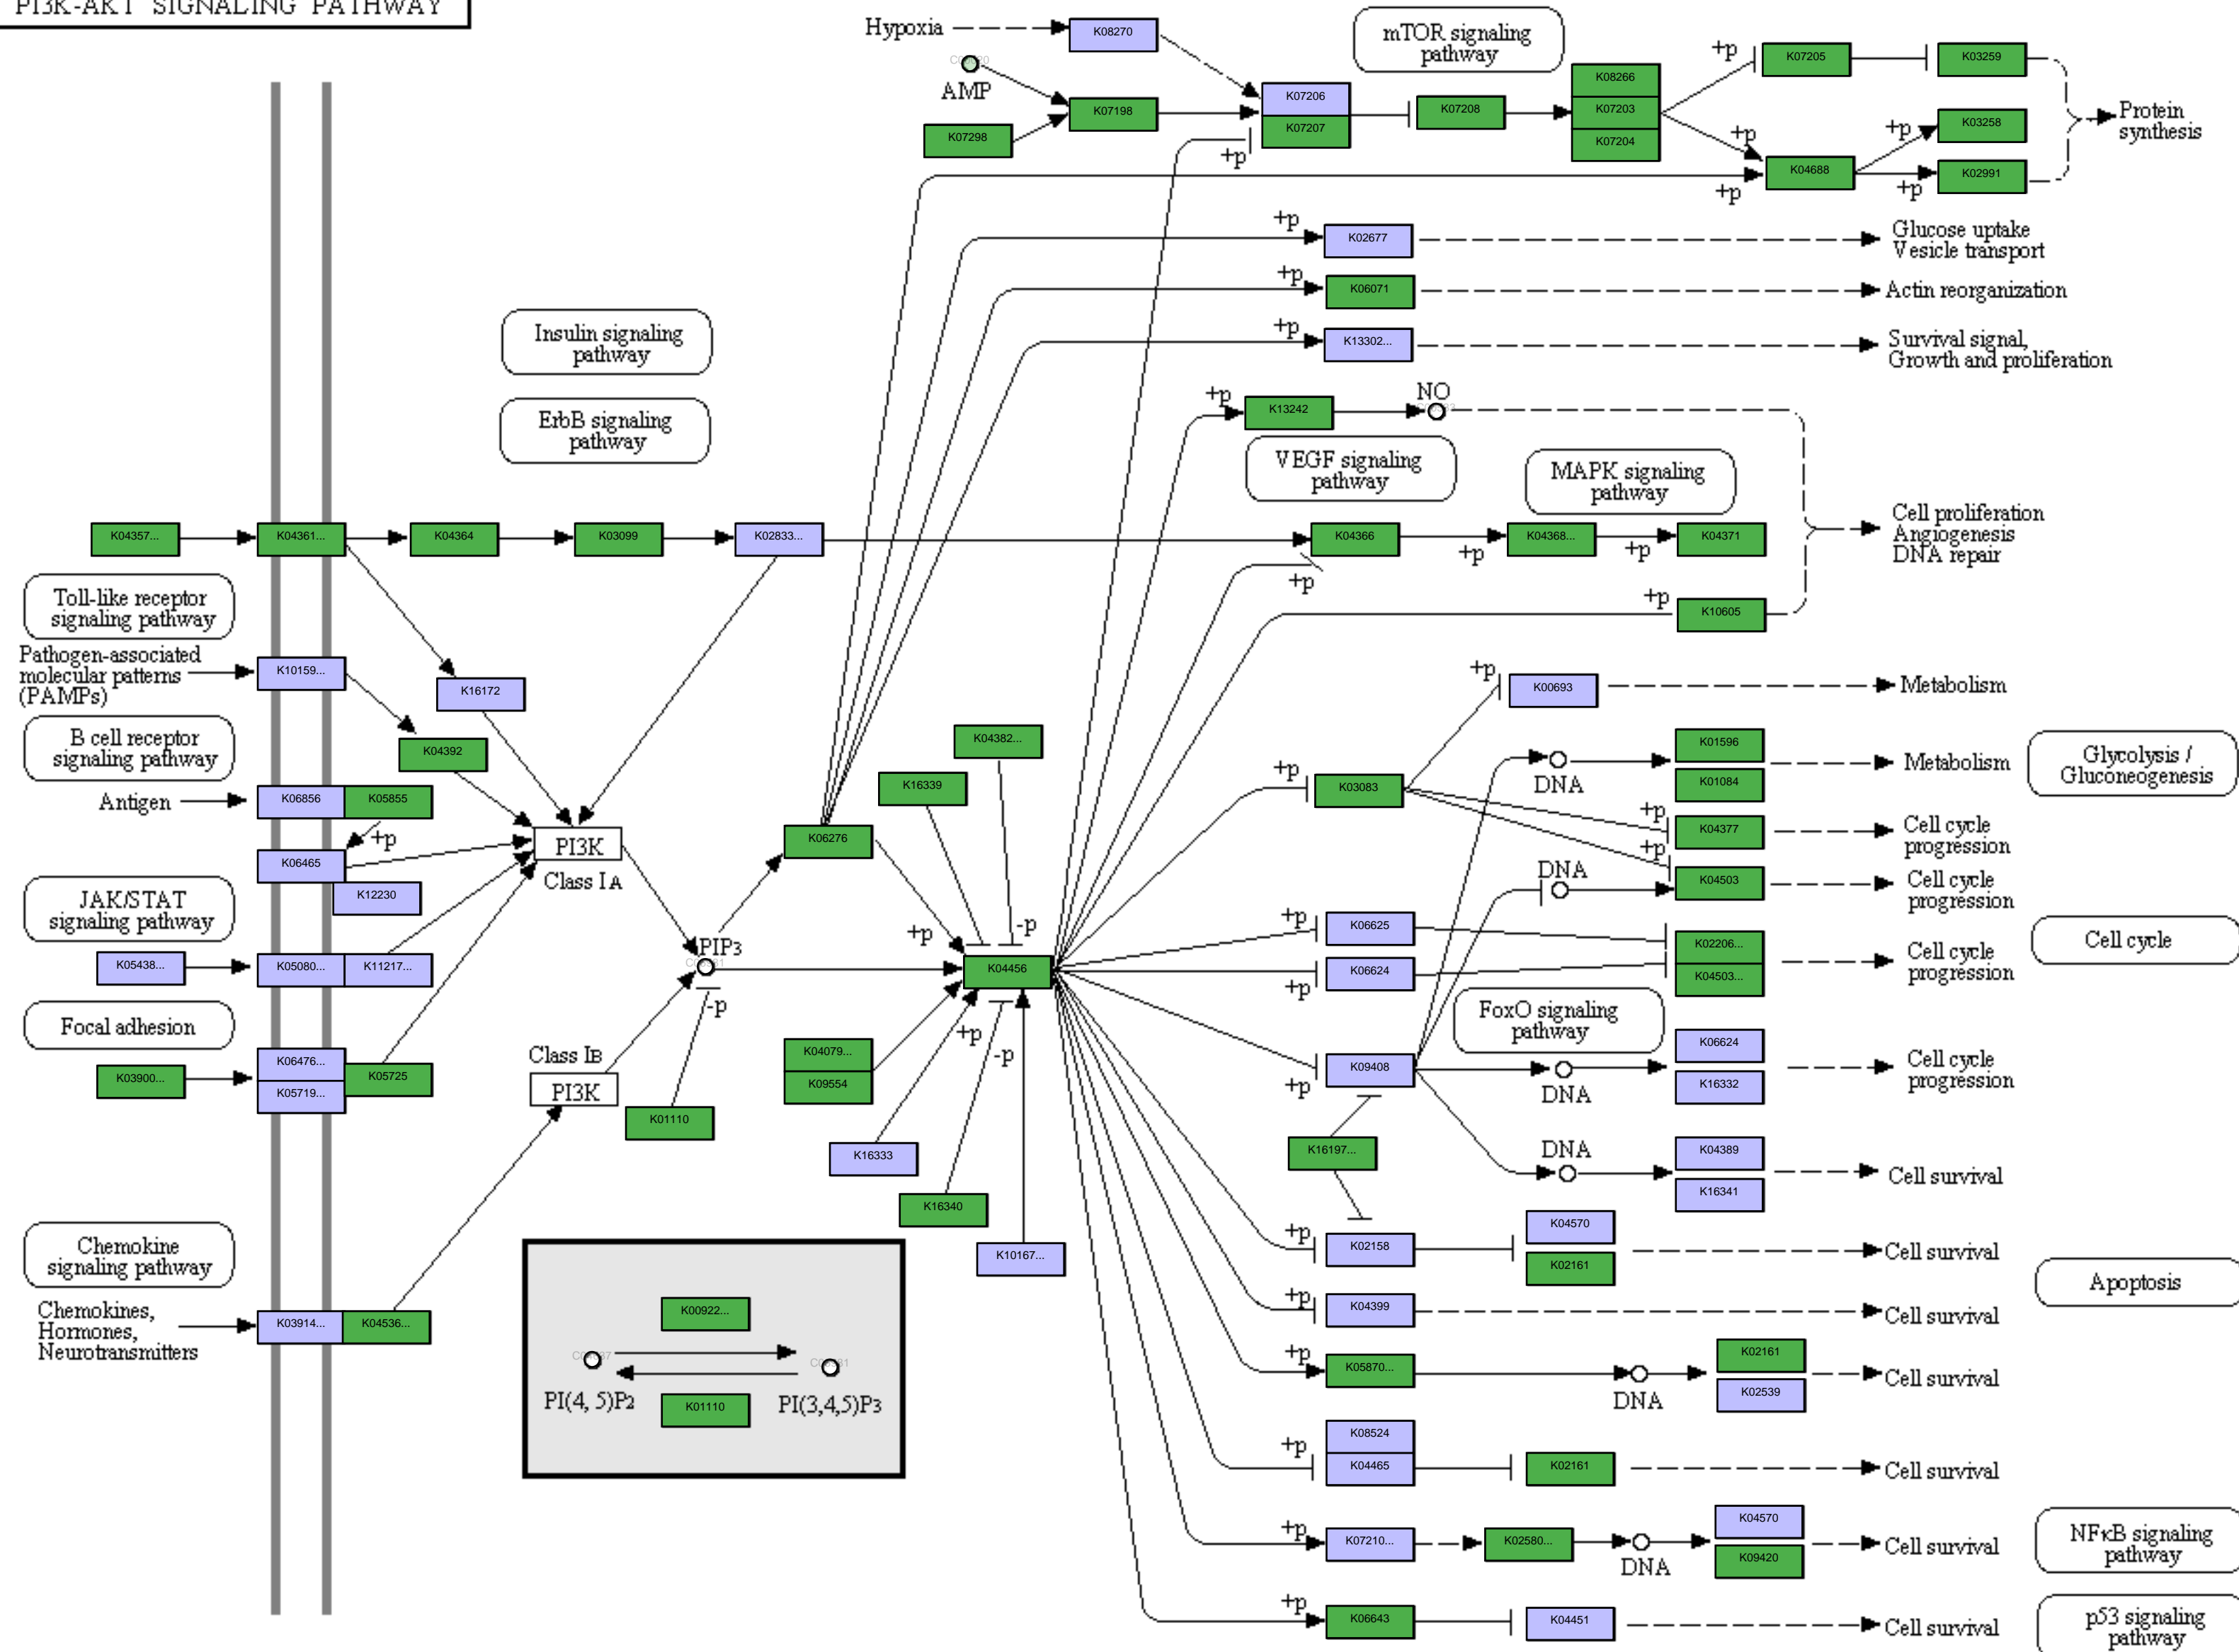 PI3K-AKT SIGNALING PATHWAY
Hypoxia
K08270
mTOR signaling
pathway
+p
K07205
K03259
AMP
K07298
K07198
K07206
K07207
+p
K07208
K08266
K07203
K07204
+p
K04688
+p
+p
K03258
+p
K02991
Protein
synthesis
+p
K02677
Glucose uptake
Vesicle transport
+p
K06071
Actin reorganization
+p
K13302...
Survival signal,
Growth and proliferation
Insulin signaling
pathway
ErbB signaling
pathway
+p
K13242
NO
VEGF signaling
pathway
MAPK signaling
pathway
K04357...
K04361...
K04364
K03099
K02833...
K04366
+p
K04368...
+p
K04371
+p
Cell proliferation
Angiogenesis
DNA repair
+p
K10605
Toll-like receptor
signaling pathway
Pathogen-associated
molecular patterns
(PAMPs)
K10159...
K16172
K04392
B cell receptor
signaling pathway
Antigen
K06856
K05855
+p
K06465
K12230
PI3K
Class IA
JAK/STAT
signaling pathway
K05438...
K05080...
K11217...
Focal adhesion
K03900...
K06476...
K05719...
K05725
Class IB
PI3K
K01110
-p
PIP3
K06276
K16339
K04382...
+p
-p
K04456
K04079...
K09554
K16333
+p
-p
K16340
K10167...
Chemokine
signaling pathway
Chemokines,
Hormones,
Neurotransmitters
K03914...
K04536...
K00922...
PI(4, 5)P2
PI(3,4,5)P3
K01110
+p
K00693
Metabolism
+p
K03083
DNA
K01596
K01084
Metabolism
Glycolysis /
Gluconeogenesis
+p
K04377
Cell cycle
progression
+p
DNA
K04503
Cell cycle
progression
+p
K06625
K06624
+p
K02206...
K04503...
Cell cycle
progression
Cell cycle
FoxO signaling
pathway
K09408
+p
DNA
K06624
K16332
Cell cycle
progression
K16197...
DNA
K04389
K16341
Cell survival
+p
K02158
K04570
K02161
Cell survival
Apoptosis
+p
K04399
Cell survival
+p
K05870...
DNA
K02161
K02539
Cell survival
+p
K08524
K04465
K02161
Cell survival
+p
K07210...
K02580...
DNA
K04570
K09420
Cell survival
NFκB signaling
pathway
+p
K06643
K04451
Cell survival
p53 signaling
pathway